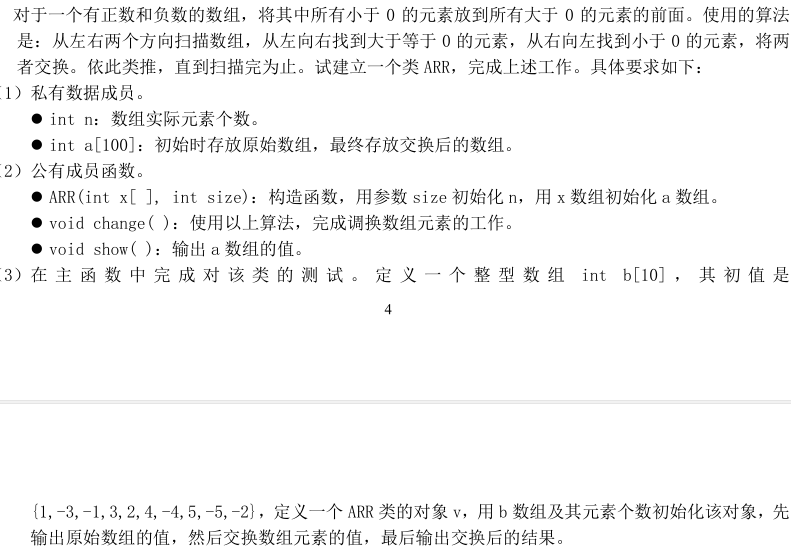 对于一个有正数和负数的数组，将其中所有小于 0 的元素放到所有大于 0 的元素的前面。使用的算法
是：从左右两个方向扫描数组，从左向右找到大于等于 0 的元素，从右向左找到小于 0 的元素，将两
者交换。依此类推，直到扫描完为止。试建立一个类 ARR，完成上述工作。具体要求如下：
1）私有数据成员。
● int n：数组实际元素个数。
● int a[100]：初始时存放原始数组，最终存放交换后的数组。
2）公有成员函数。
● ARR(int x[ ], int size)：构造函数，用参数 size 初始化 n，用 x 数组初始化 a 数组。
● void change( )：使用以上算法，完成调换数组元素的工作。
● void show( )：输出 a 数组的值。
3）在主函数中完成对该类的测试。定义一个整型数组 int b[10]，其初值是
4
{1,-3,-1,3,2,4,-4,5,-5,-2}，定义一个 ARR 类的对象 v，用 b 数组及其元素个数初始化该对象，先
输出原始数组的值，然后交换数组元素的值，最后输出交换后的结果。